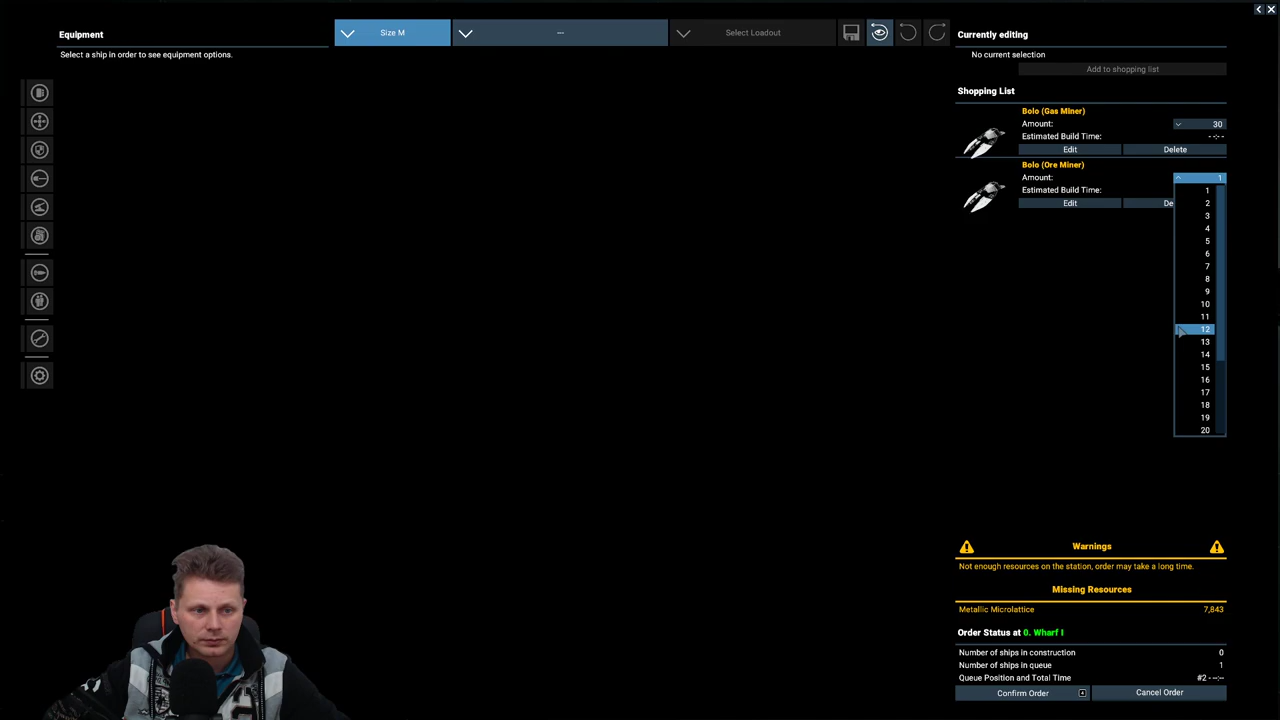 Equipment
Select a ship in order to see equipment options.
Size M
---
Select Loadout
Currently editing
No current selection
Add to shopping list
Shopping List
Bolo (Gas Miner)
Amount: 30
Estimated Build Time: --:--
Edit Delete
Bolo (Ore Miner)
Amount: 1
Estimated Build Time:
Edit De
1
2
3
4
5
6
7
8
9
10
11
12
13
14
15
16
17
18
19
20
Warnings
Not enough resources on the station, order may take a long time.
Missing Resources
Metallic Microlattice 7,843
Order Status at 0. Wharf I
Number of ships in construction 0
Number of ships in queue 1
Queue Position and Total Time #2 - --:--
Confirm Order Cancel Order